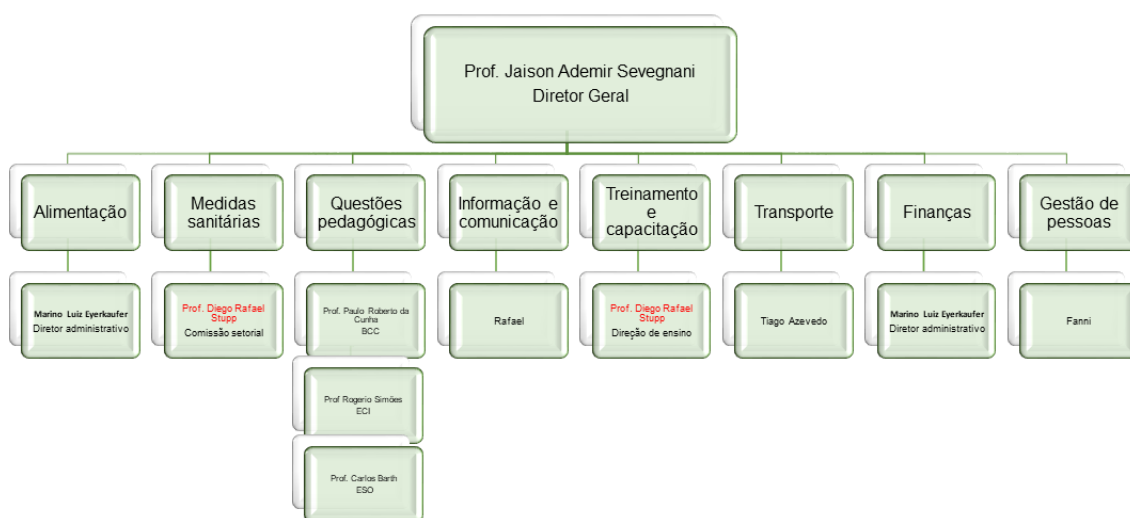 Prof. Jaison Ademir Sevegnani
Diretor Geral
Alimentação
Medidas
sanitárias
Questões
pedagógicas
Informação e
comunicação
Treinamento
e
capacitação
Transporte
Finanças
Gestão de
pessoas
Marino Luiz Eyerkaufer
Diretor administrativo
Prof. Diego Rafael
Stupp
Comissão setorial
Prof. Paulo Roberto da
Cunha
BCC
Rafael
Prof. Diego Rafael
Stupp
Direção de ensino
Tiago Azevedo
Marino Luiz Eyerkaufer
Diretor administrativo
Fanni
Prof Rogerio Simões
ECI
Prof. Carlos Barth
ESO